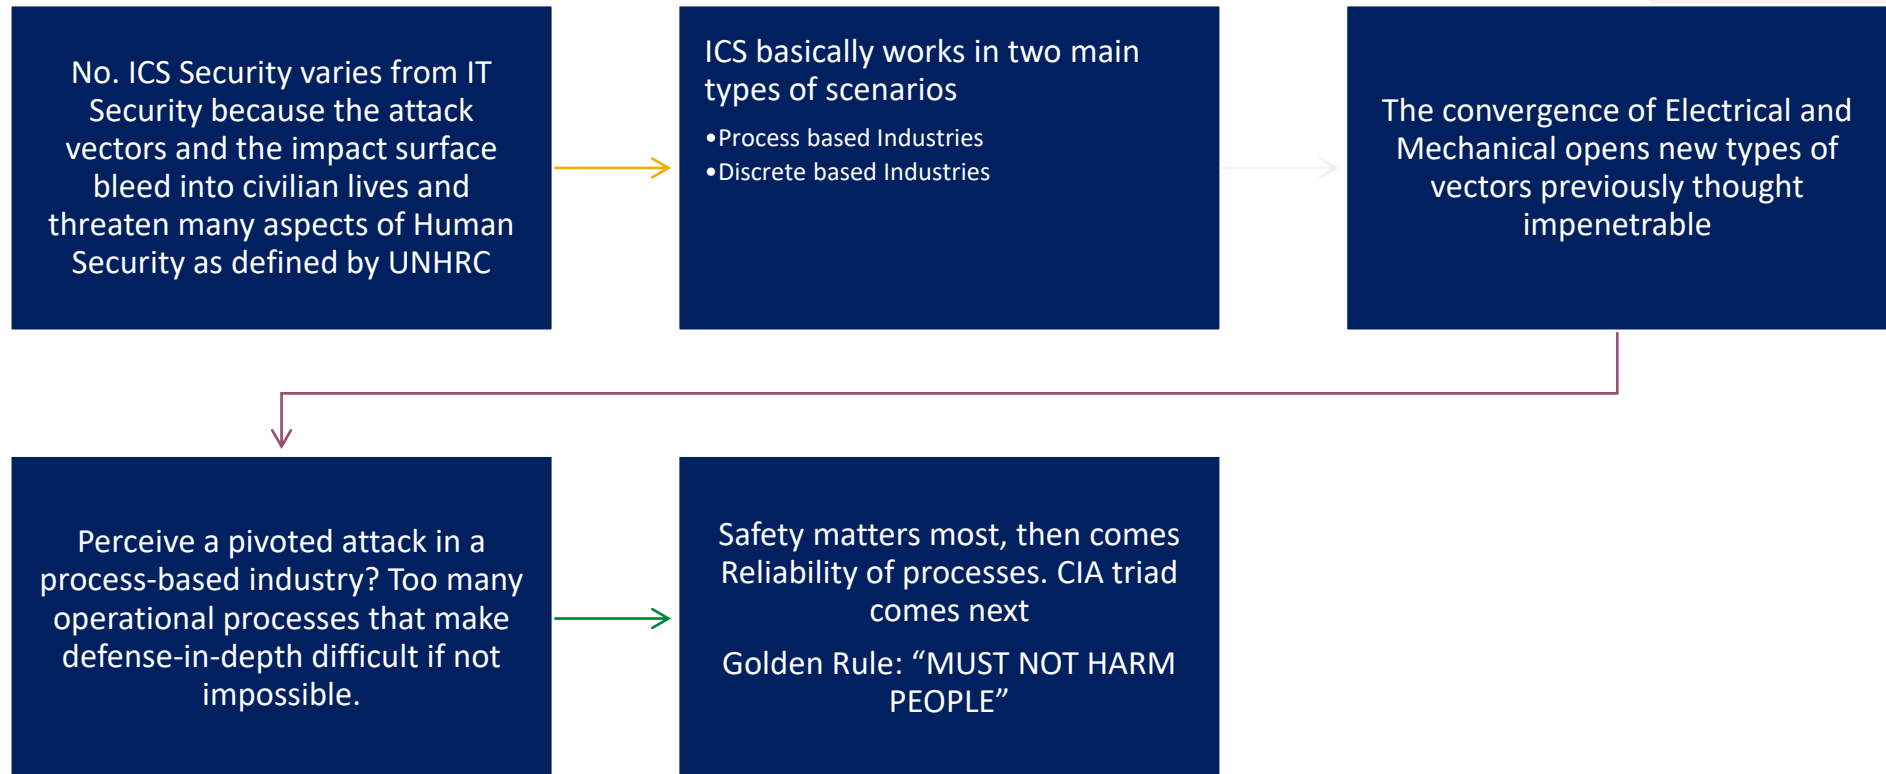 No. ICS Security varies from IT
Security because the attack
vectors and the impact surface
bleed into civilian lives and
threaten many aspects of Human
Security as defined by UNHRC
ICS basically works in two main
types of scenarios
•Process based Industries
•Discrete based Industries
The convergence of Electrical and
Mechanical opens new types of
vectors previously thought
impenetrable
Perceive a pivoted attack in a
process-based industry? Too many
operational processes that make
defense-in-depth difficult if not
impossible.
Safety matters most, then comes
Reliability of processes. CIA triad
comes next
Golden Rule: “MUST NOT HARM
PEOPLE”